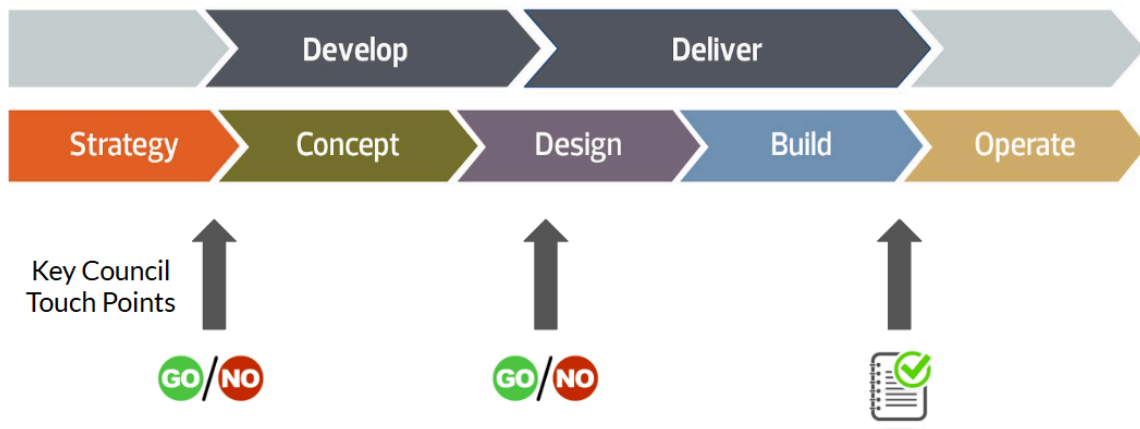 Develop
Deliver
Strategy
Concept
Design
Build
Operate
Key Council
Touch Points
GO/NO
GO/NO